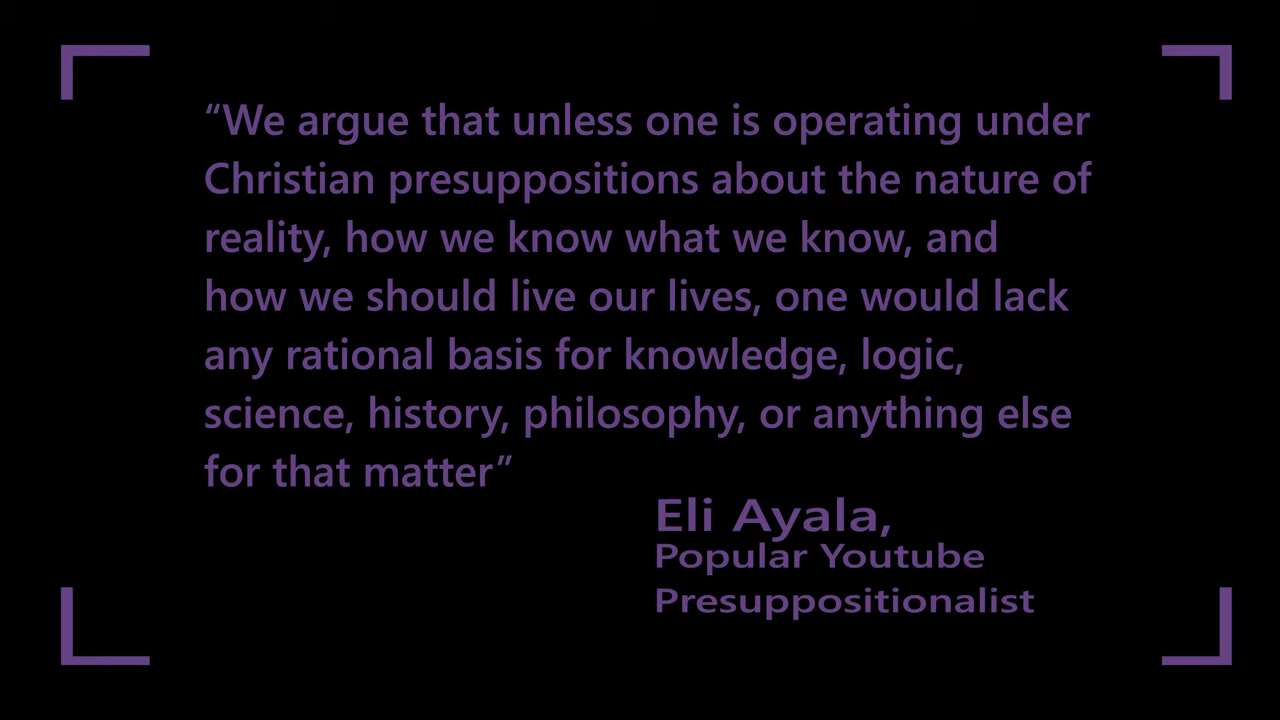 “We argue that unless one is operating under
Christian presuppositions about the nature of
reality, how we know what we know, and
how we should live our lives, one would lack
any rational basis for knowledge, logic,
science, history, philosophy, or anything else
for that matter”
Eli Ayala,
Popular Youtube
Presuppositionalist